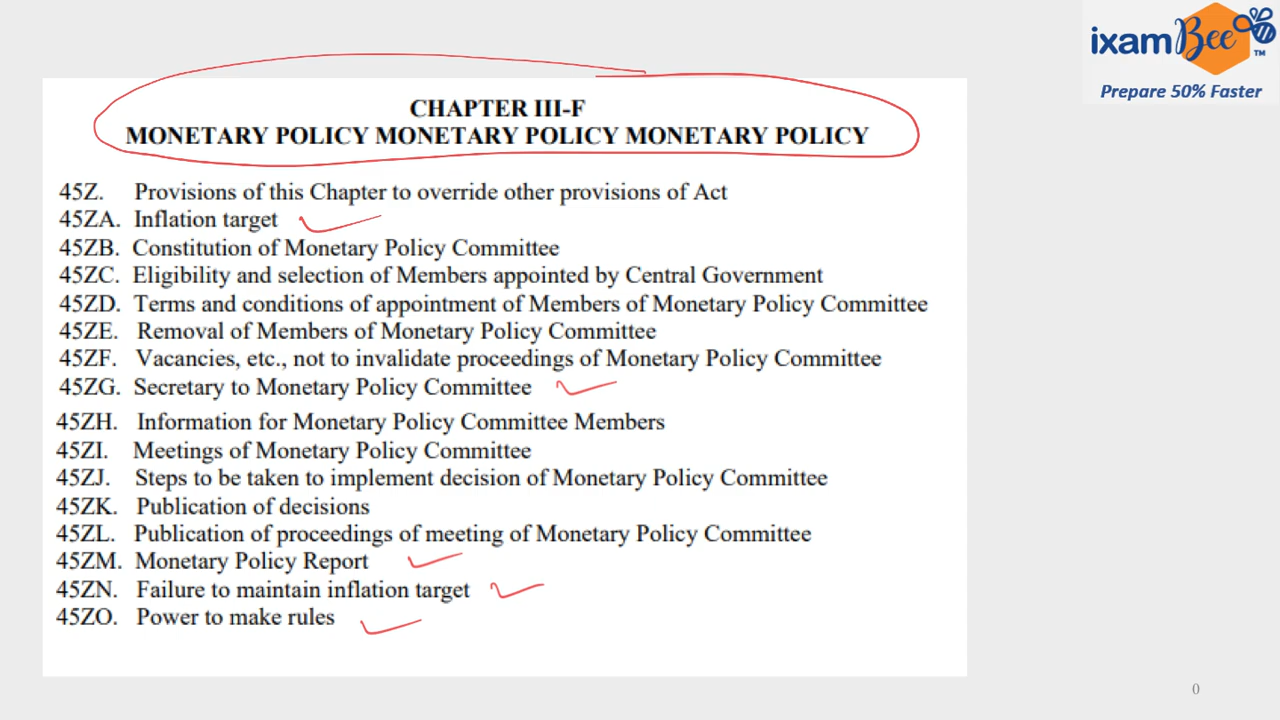 ixamBee™
Prepare 50% Faster
CHAPTER III-F
MONETARY POLICY MONETARY POLICY MONETARY POLICY
45Z. Provisions of this Chapter to override other provisions of Act
45ZA. Inflation target
45ZB. Constitution of Monetary Policy Committee
45ZC. Eligibility and selection of Members appointed by Central Government
45ZD. Terms and conditions of appointment of Members of Monetary Policy Committee
45ZE. Removal of Members of Monetary Policy Committee
45ZF. Vacancies, etc., not to invalidate proceedings of Monetary Policy Committee
45ZG. Secretary to Monetary Policy Committee
45ZH. Information for Monetary Policy Committee Members
45ZI. Meetings of Monetary Policy Committee
45ZJ. Steps to be taken to implement decision of Monetary Policy Committee
45ZK. Publication of decisions
45ZL. Publication of proceedings of meeting of Monetary Policy Committee
45ZM. Monetary Policy Report
45ZN. Failure to maintain inflation target
45ZO. Power to make rules
0